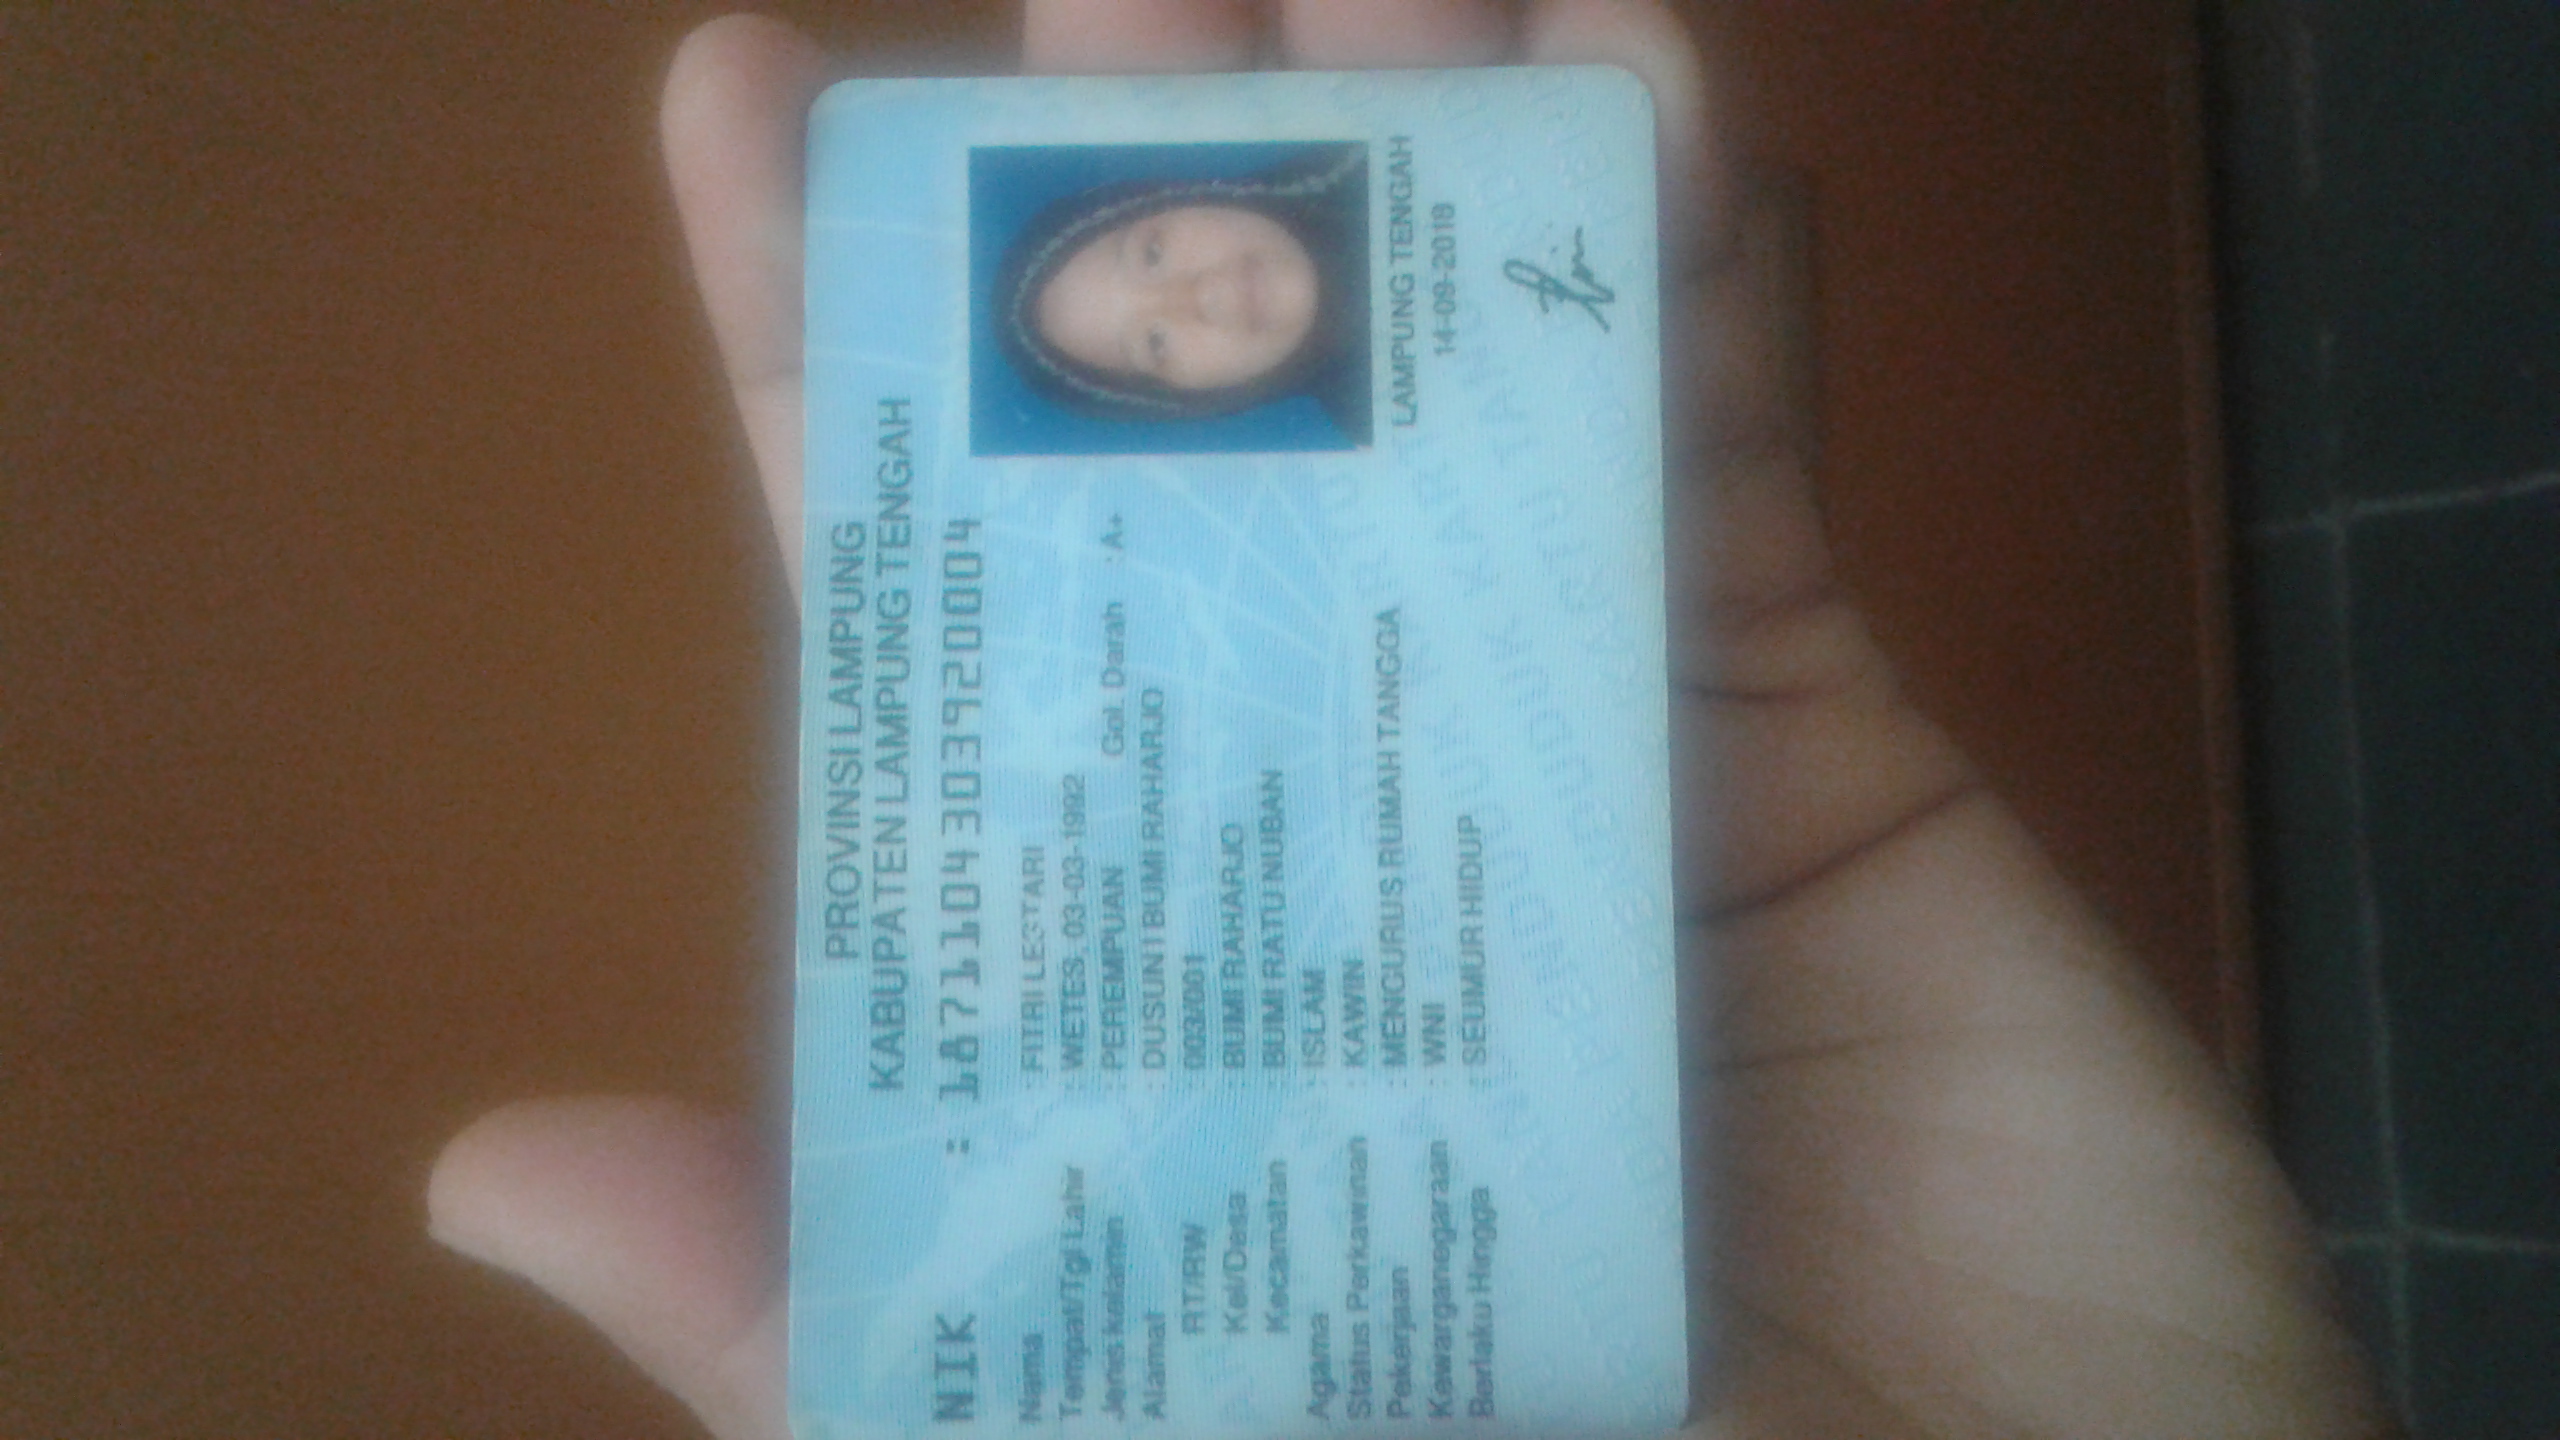 PROVINSI LAMPUNG
KABUPATEN LAMPUNG TENGAH
NIK : 1871104303920004
Nama : FITRI LESTARI
Tempat/Tgl Lahir : WETES, 03-03-1992
Jenis kelamin : PEREMPUAN Gol. Darah : A+
Alamat : DUSUN I BUMI RAHARJO
RT/RW : 003/001
Kel/Desa : BUMI RAHARJO
Kecamatan : BUMI RATU NUBAN
Agama : ISLAM
Status Perkawinan : KAWIN
Pekerjaan : MENGURUS RUMAH TANGGA
Kewarganegaraan : WNI
Berlaku Hingga : SEUMUR HIDUP
LAMPUNG TENGAH
14-09-2018